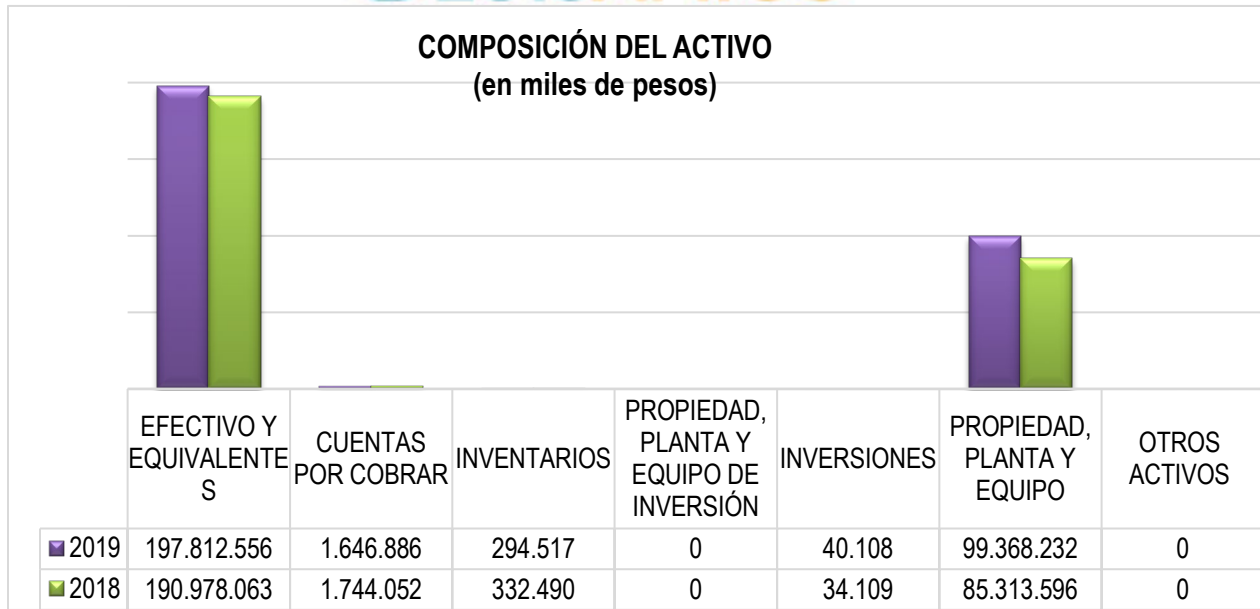 COMPOSICIÓN DEL ACTIVO
(en miles de pesos)
EFECTIVO Y
EQUIVALENTE
S
CUENTAS
POR COBRAR
INVENTARIOS
PROPIEDAD,
PLANTA Y
EQUIPO DE
INVERSIÓN
INVERSIONES
PROPIEDAD,
PLANTA Y
EQUIPO
OTROS
ACTIVOS
2019 197.812.556 1.646.886 294.517 0 40.108 99.368.232 0
2018 190.978.063 1.744.052 332.490 0 34.109 85.313.596 0